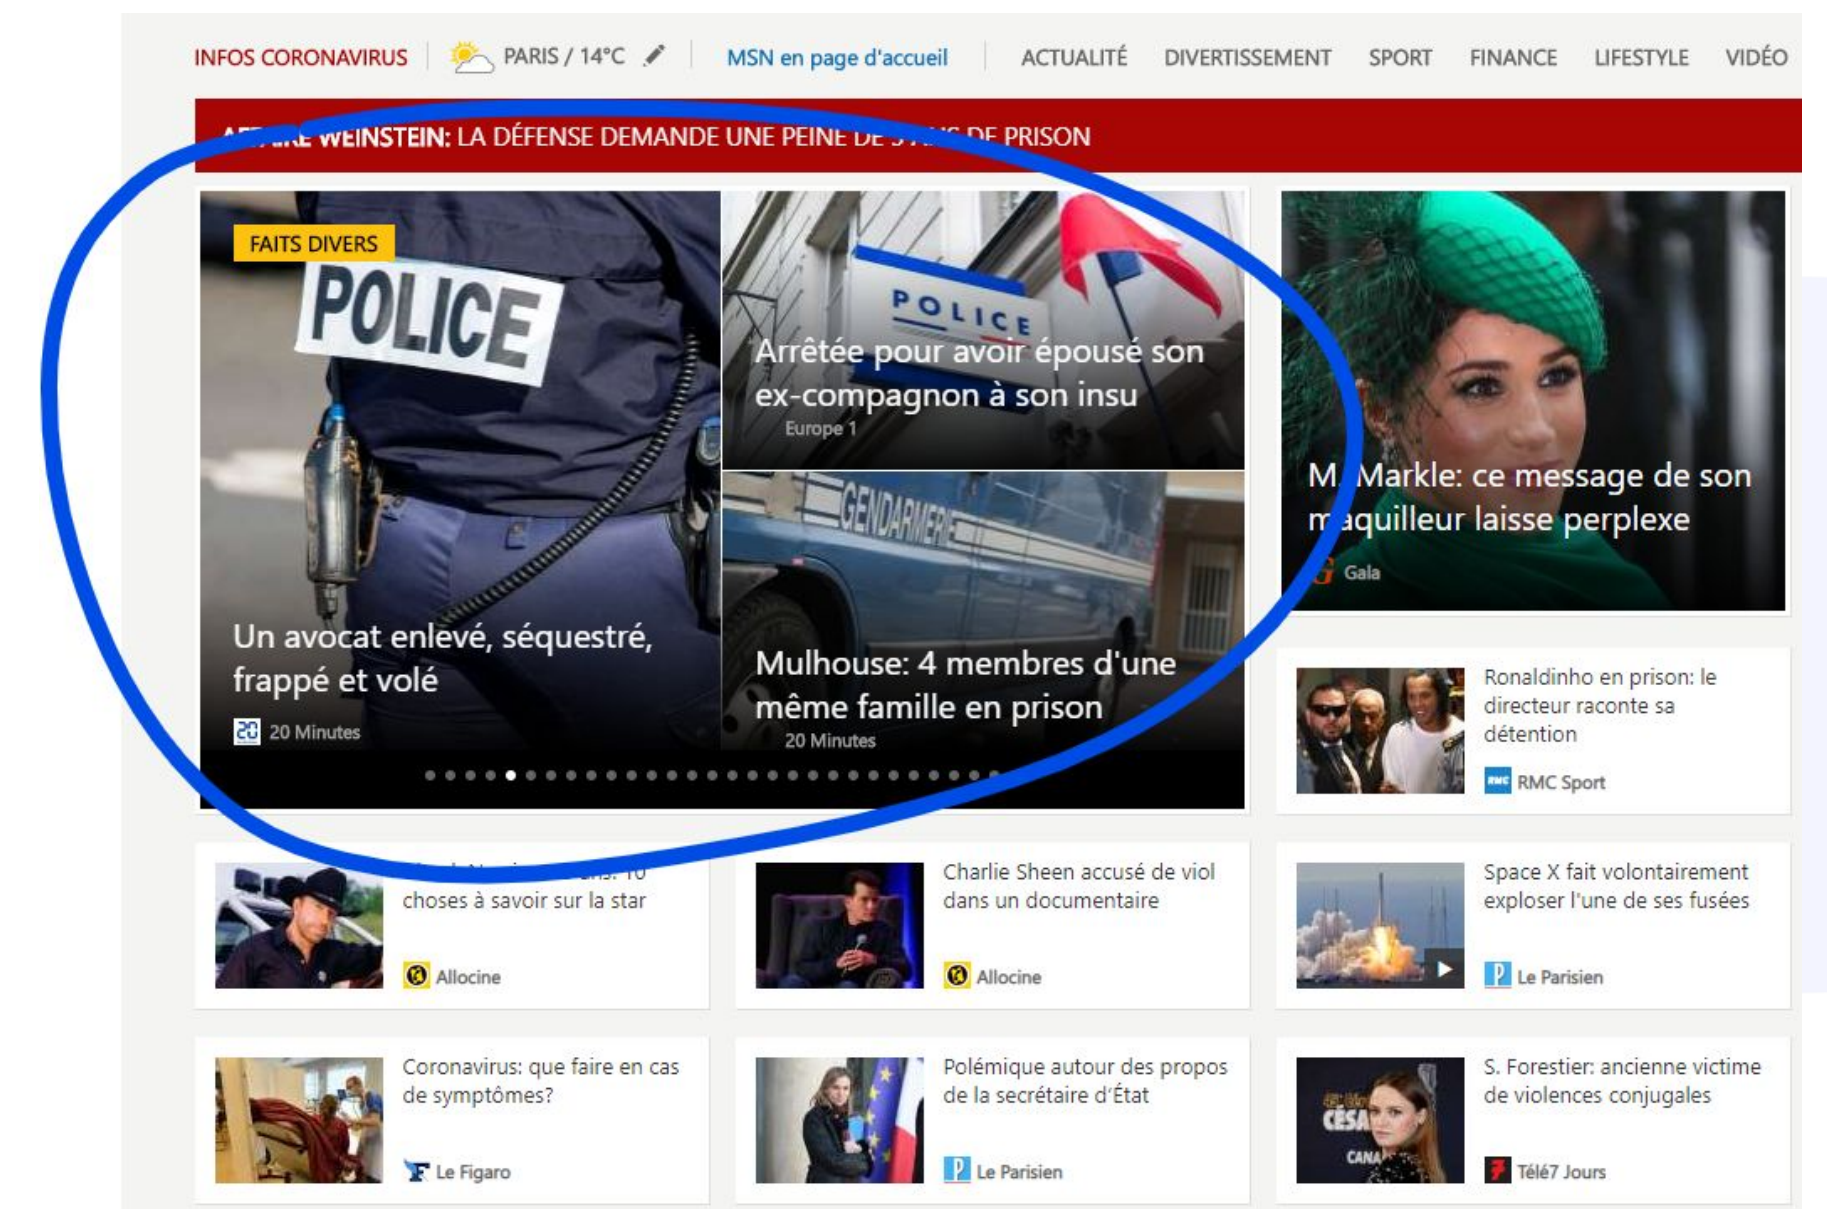 INFOS CORONAVIRUS
PARIS / 14°C
MSN en page d'accueil
ACTUALITÉ
DIVERTISSEMENT
SPORT
FINANCE
LIFESTYLE
VIDÉO
WEINSTEIN: LA DÉFENSE DEMANDE UNE PEINE DE PRISON
FAITS DIVERS
POLICE
Un avocat enlevé, séquestré,
frappé et volé
20 20 Minutes
POLICE
Arrêtée pour avoir épousé son
ex-compagnon à son insu
Europe 1
GENDARMERIE
Mulhouse: 4 membres d'une
même famille en prison
20 Minutes
M. Markle: ce message de son
maquilleur laisse perplexe
G Gala
Ronaldinho en prison: le
directeur raconte sa
détention
RMC RMC Sport
choses à savoir sur la star
Allocine
Charlie Sheen accusé de viol
dans un documentaire
Allocine
Space X fait volontairement
exploser l'une de ses fusées
P Le Parisien
Coronavirus: que faire en cas
de symptômes?
F Le Figaro
Polémique autour des propos
de la secrétaire d'État
P Le Parisien
CÉSA
CANA
S. Forestier: ancienne victime
de violences conjugales
7 Télé7 Jours